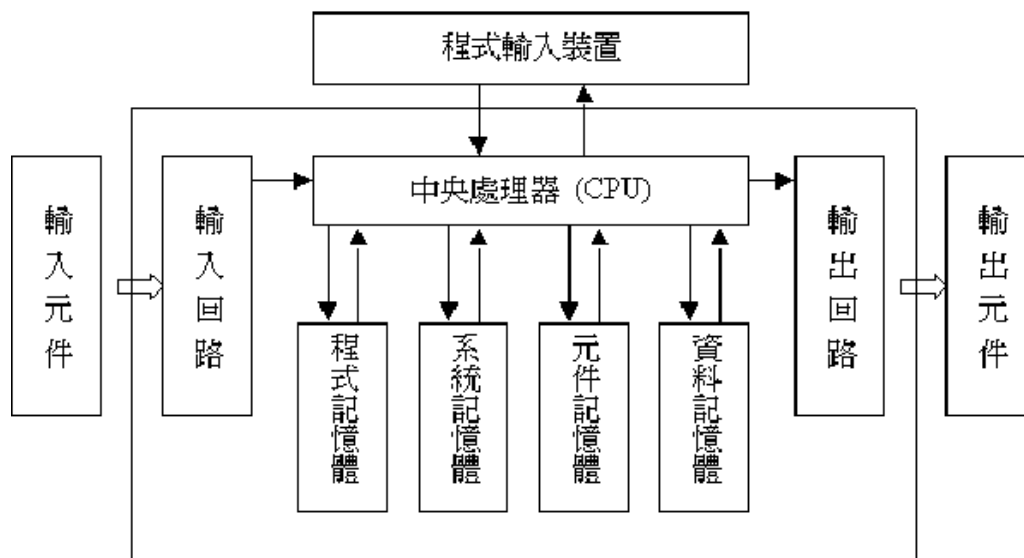 程式輸入裝置
中央處理器 (CPU)
輸入元件
輸入回路
程式記憶體
系統記憶體
元件記憶體
資料記憶體
輸出回路
輸出元件